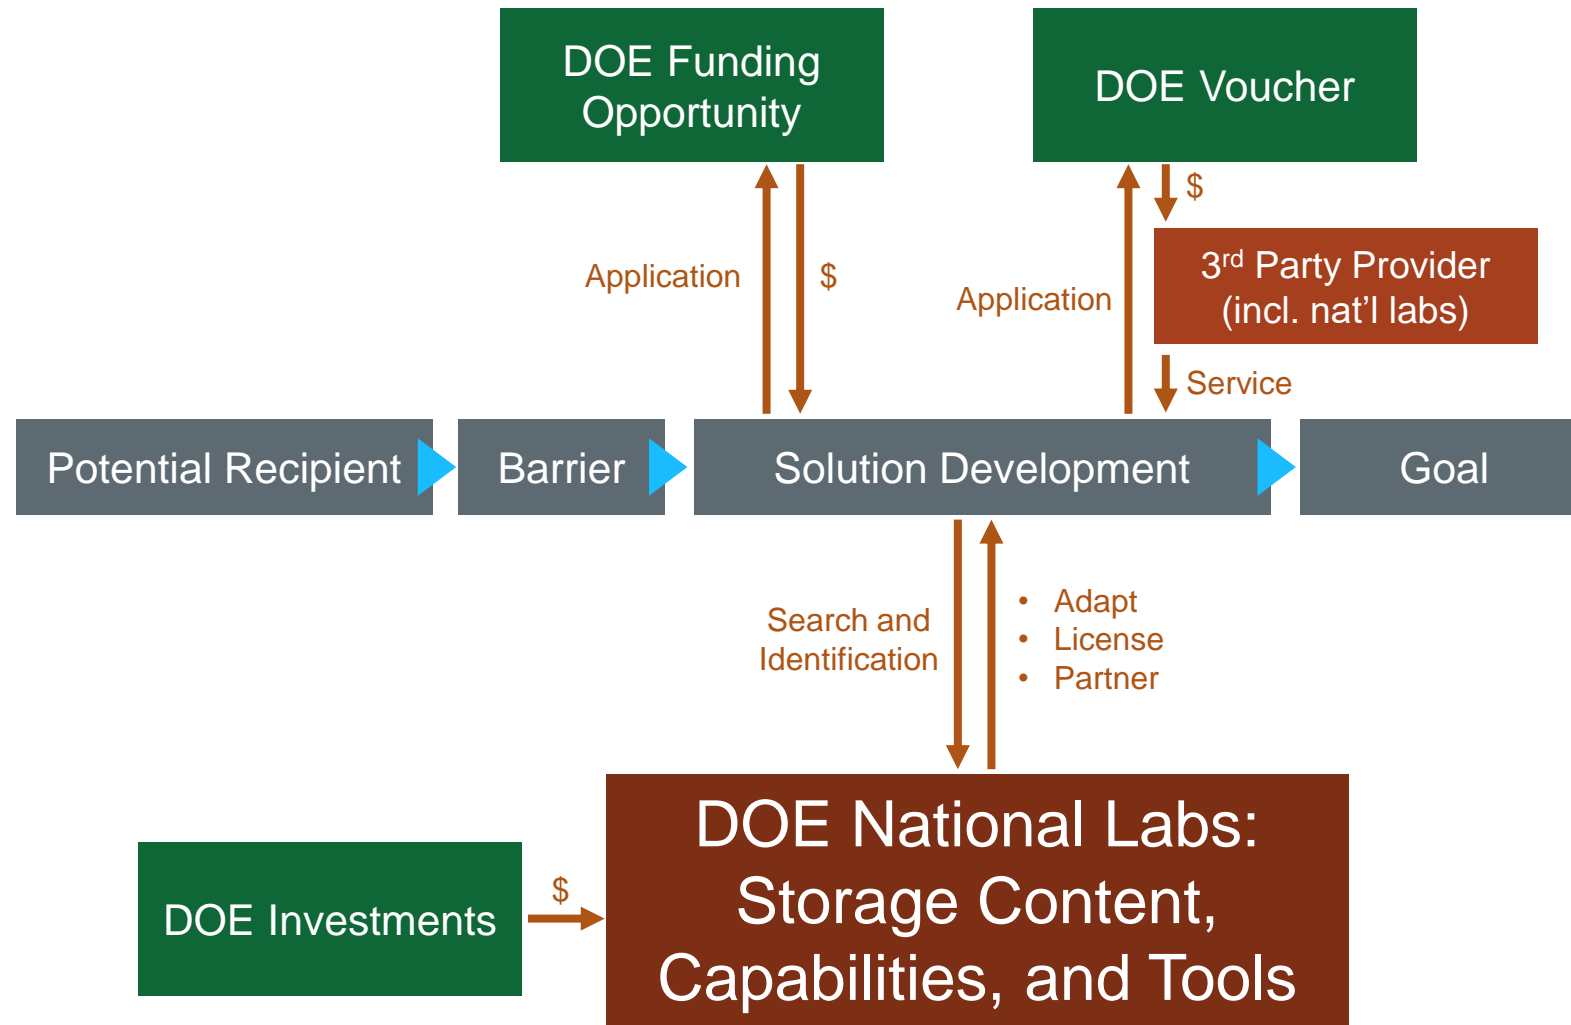 DOE Funding
Opportunity
DOE Voucher
$
Application
$
3rd Party Provider
(incl. nat’l labs)
Application
Service
Potential Recipient
Barrier
Solution Development
Goal
Search and
Identification
• Adapt
• License
• Partner
DOE National Labs:
Storage Content,
Capabilities, and Tools
DOE Investments
$